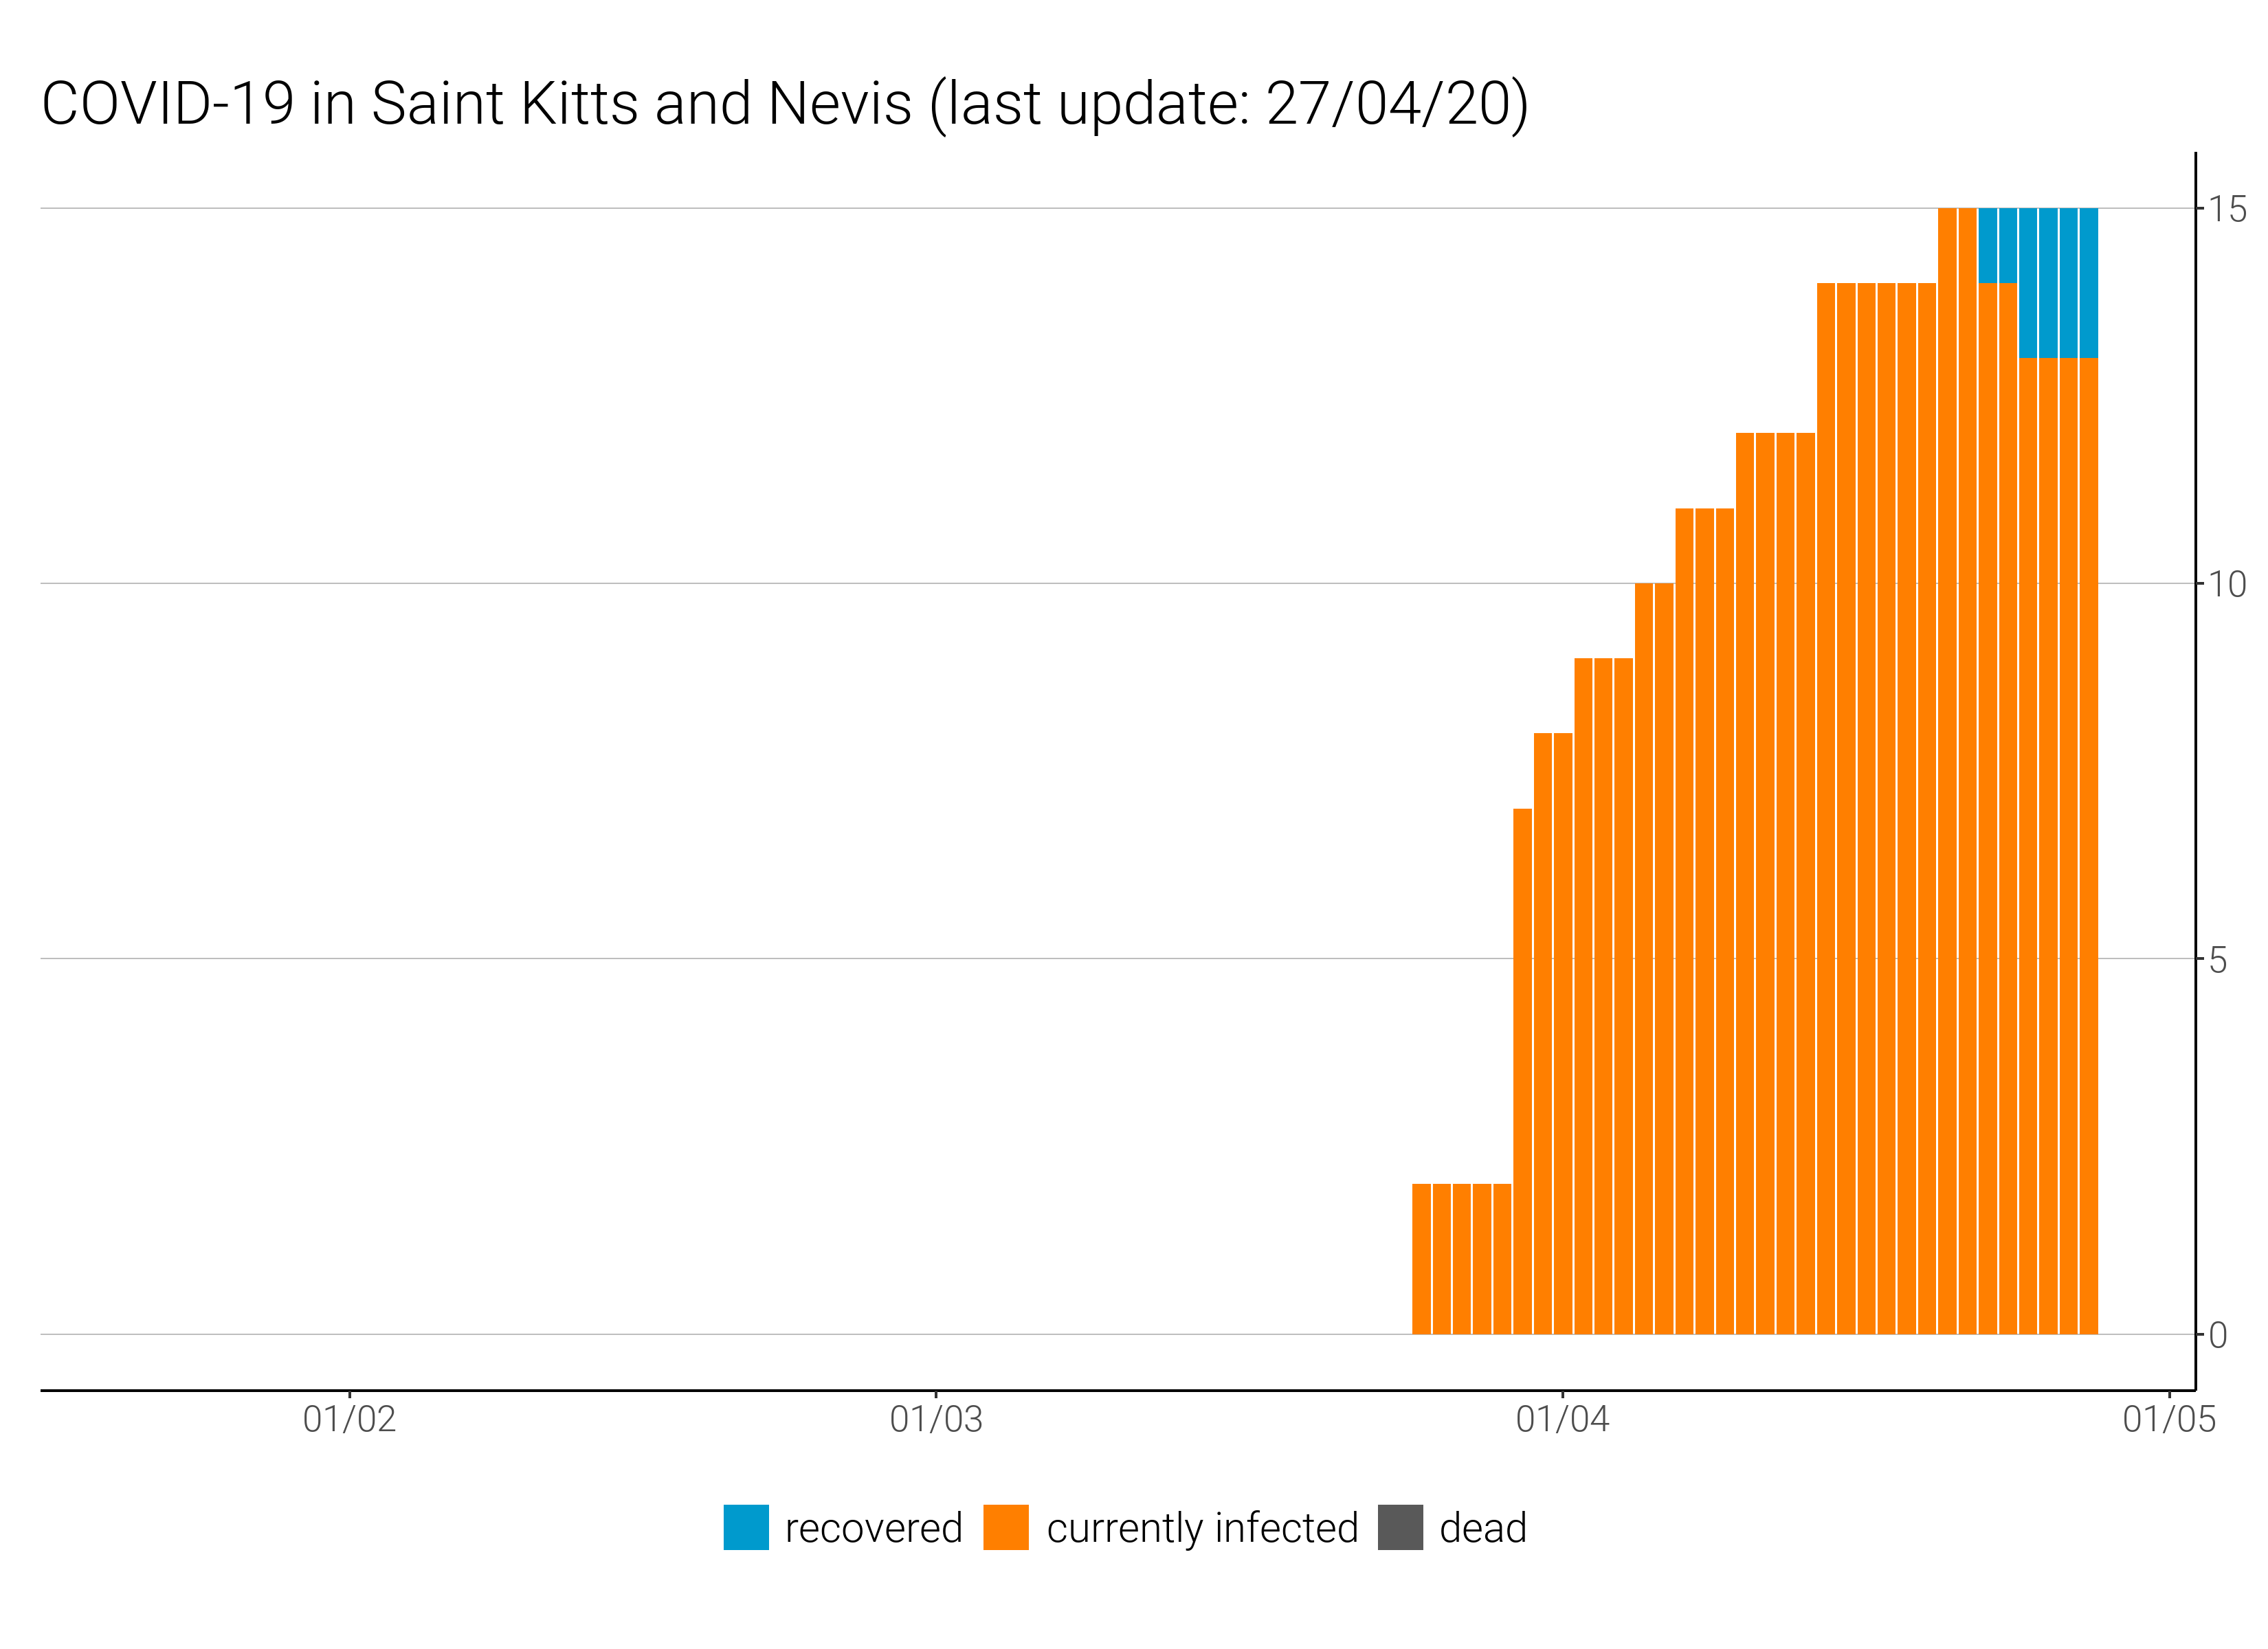 COVID-19 in Saint Kitts and Nevis (last update: 27/04/20)
15
10
5
0
01/02 01/03 01/04 01/05
recovered currently infected dead